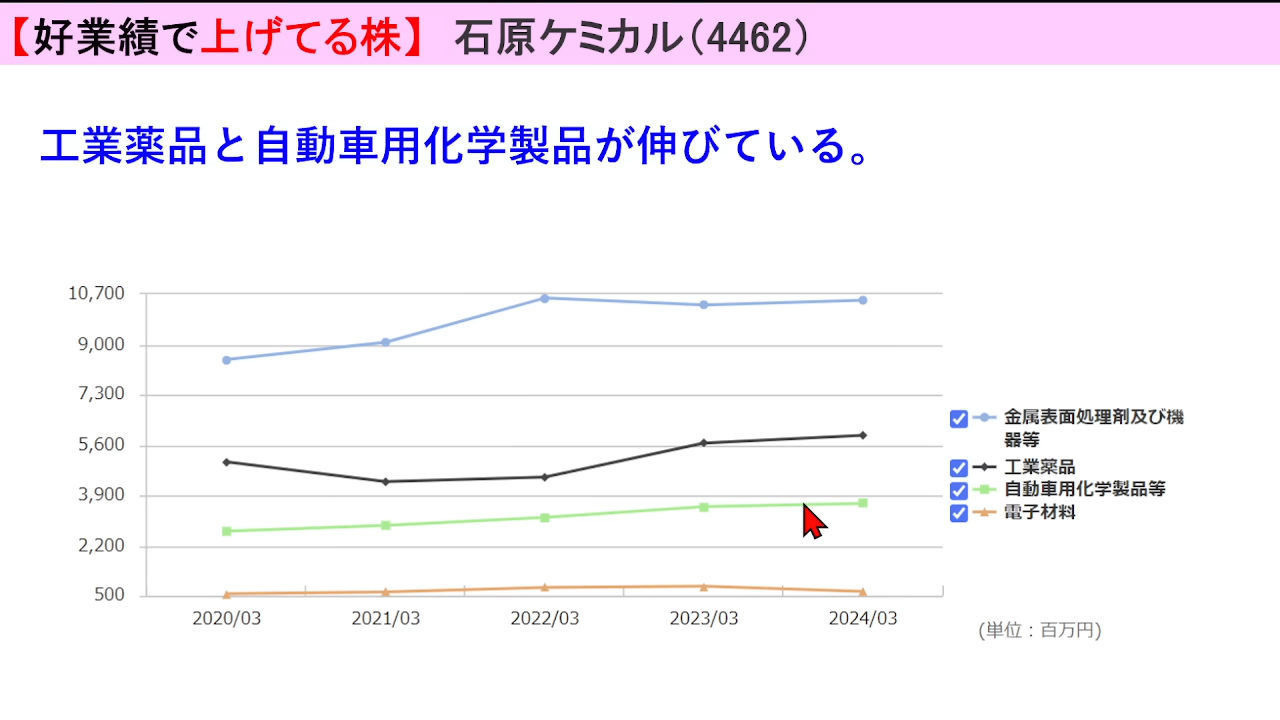 【好業績で上げてる株】 石原ケミカル（4462）
工業薬品と自動車用化学製品が伸びている。
10,700
9,000
7,300
5,600
3,900
2,200
500
2020/03 2021/03 2022/03 2023/03 2024/03
金属表面処理剤及び機
器等
工業薬品
自動車用化学製品等
電子材料
(単位：百万円)